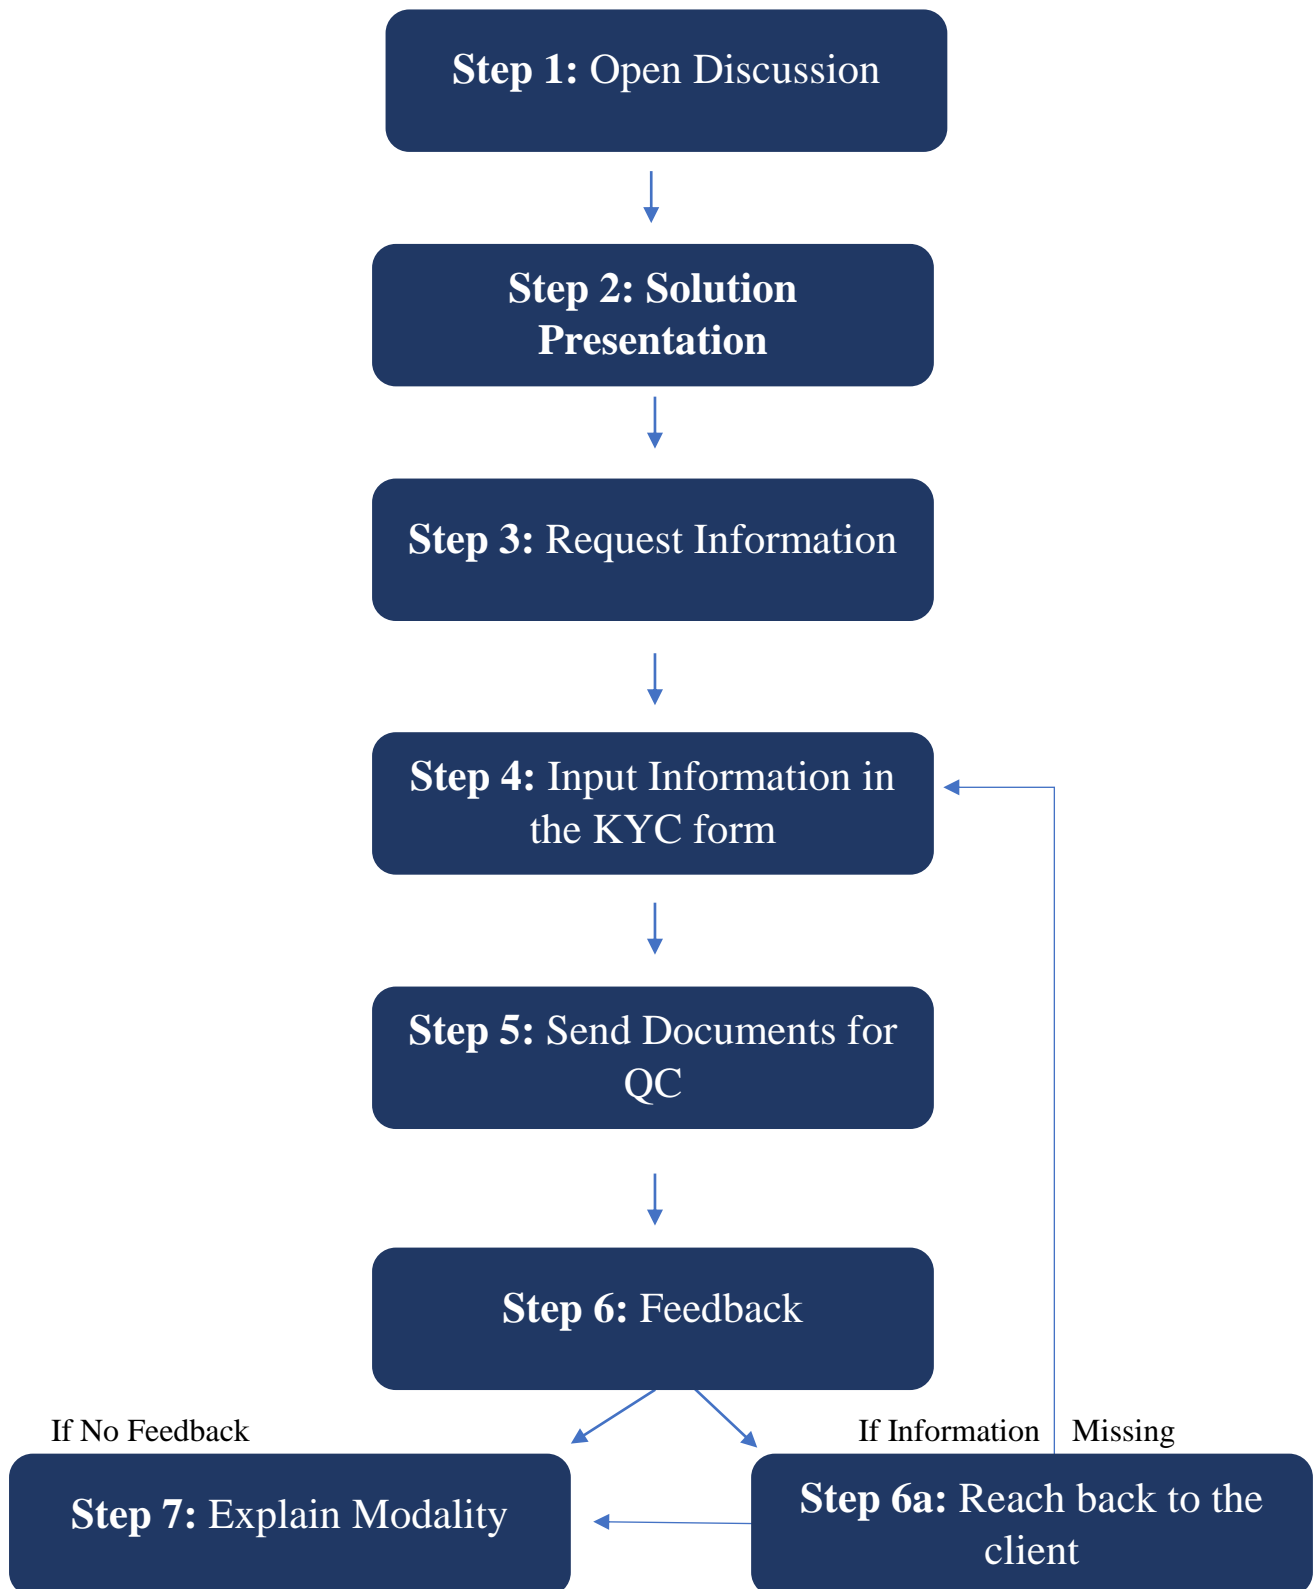 Step 1: Open Discussion
Step 2: Solution
Presentation
Step 3: Request Information
Step 4: Input Information in
the KYC form
Step 5: Send Documents for
QC
Step 6: Feedback
If No Feedback
If Information Missing
Step 7: Explain Modality
Step 6a: Reach back to the
client